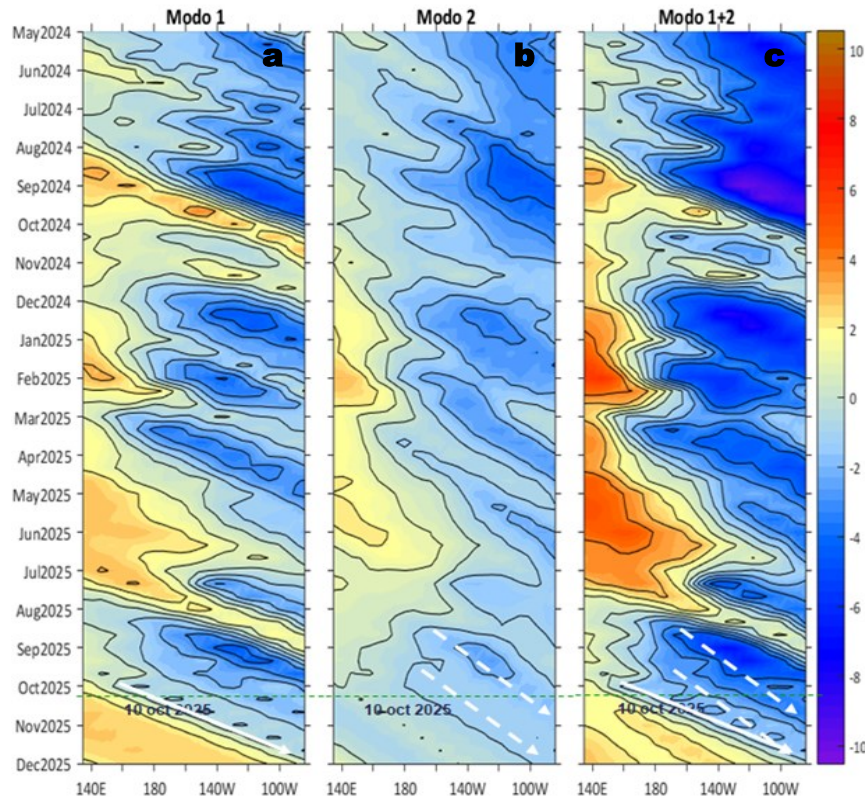 Modo 1
Modo 2
Modo 1+2
a
b
c
May2024
Jun2024
Jul2024
Aug2024
Sep2024
Oct2024
Nov2024
Dec2024
Jan2025
Feb2025
Mar2025
Apr2025
May2025
Jun2025
Jul2025
Aug2025
Sep2025
Oct2025
Nov2025
Dec2025
10 oct 2025
10 oct 2025
10 oct 2025
140E 180 140W 100W
140E 180 140W 100W
140E 180 140W 100W
10
8
6
4
2
0
-2
-4
-6
-8
-10